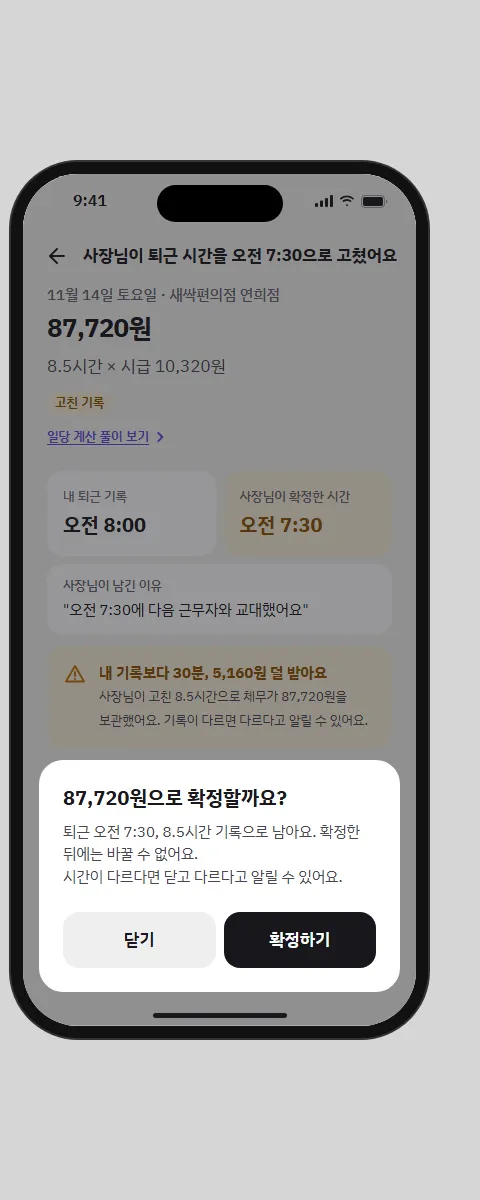 9:41
사장님이 퇴근 시간을 오전 7:30으로 고쳤어요
11월 14일 토요일 · 새싹편의점 연희점
87,720원
8.5시간 × 시급 10,320원
고친 기록
일당 계산 풀이 보기
내 퇴근 기록
오전 8:00
사장님이 확정한 시간
오전 7:30
사장님이 남긴 이유
"오전 7:30에 다음 근무자와 교대했어요"
내 기록보다 30분, 5,160원 덜 받아요
사장님이 고친 8.5시간으로 체무가 87,720원을
보관했어요. 기록이 다르면 다르다고 알릴 수 있어요.
87,720원으로 확정할까요?
퇴근 오전 7:30, 8.5시간 기록으로 남아요. 확정한
뒤에는 바꿀 수 없어요.
시간이 다르다면 닫고 다르다고 알릴 수 있어요.
닫기
확정하기